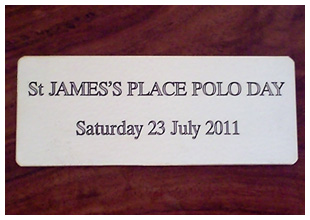 St JAMES'S PLACE POLO DAY
Saturday 23 July 2011